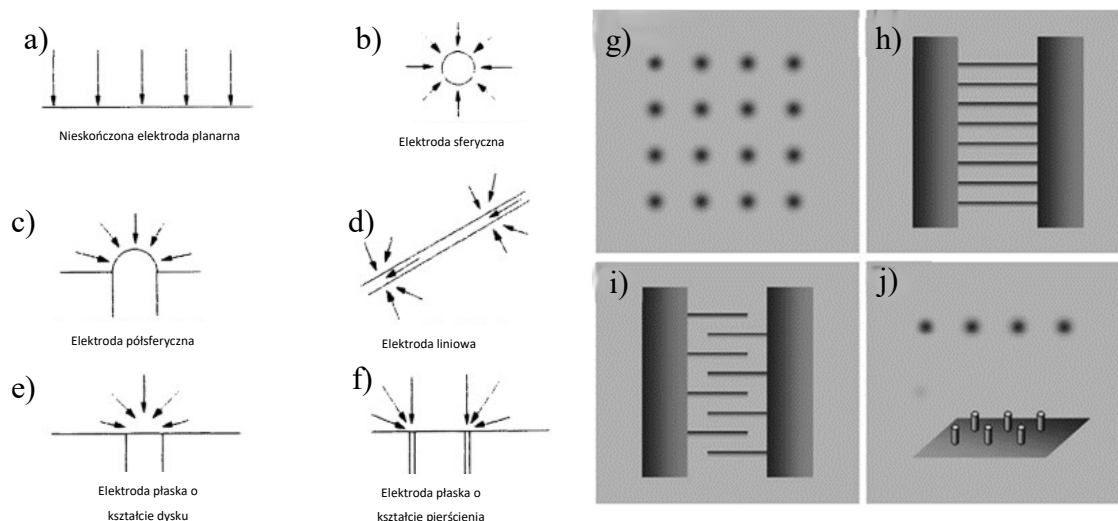 a)
Nieskończona elektroda planarna
b)
Elektroda sferyczna
c)
Elektroda półsferyczna
d)
Elektroda liniowa
e)
Elektroda płaska o
kształcie dysku
f)
Elektroda płaska o
kształcie pierścienia
g)
h)
i)
j)